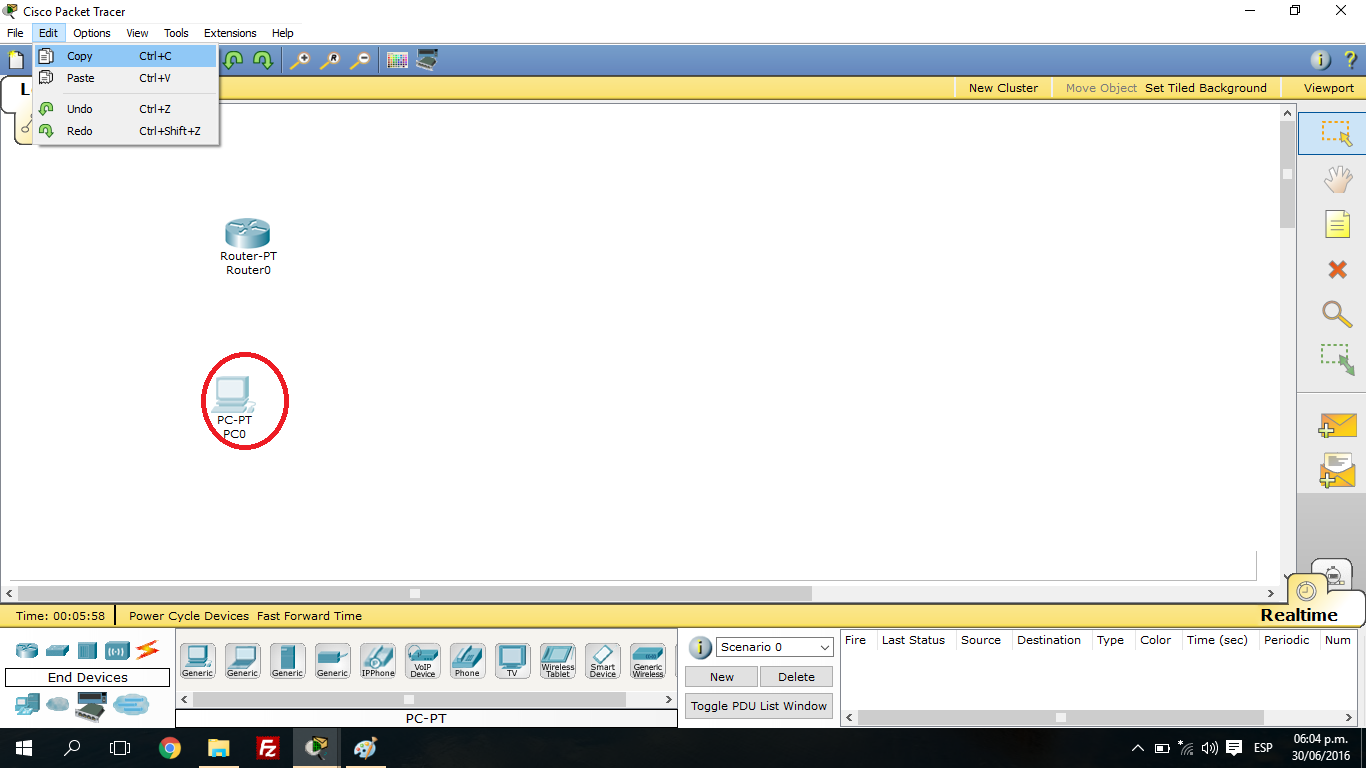 Cisco Packet Tracer
File Edit Options View Tools Extensions Help
Copy Ctrl+C
Paste Ctrl+V
Undo Ctrl+Z
Redo Ctrl+Shift+Z
New Cluster Move Object Set Tiled Background Viewport
Router-PT
Router0
PC-PT
PC0
Time: 00:05:58 Power Cycle Devices Fast Forward Time
Realtime
End Devices
Generic Generic Generic Generic IPPhone VoIP Device Phone TV Wireless Tablet Smart Device Generic Wireless
PC-PT
Scenario 0
New Delete
Toggle PDU List Window
Fire Last Status Source Destination Type Color Time (sec) Periodic Num
ESP
06:04 p.m.
30/06/2016